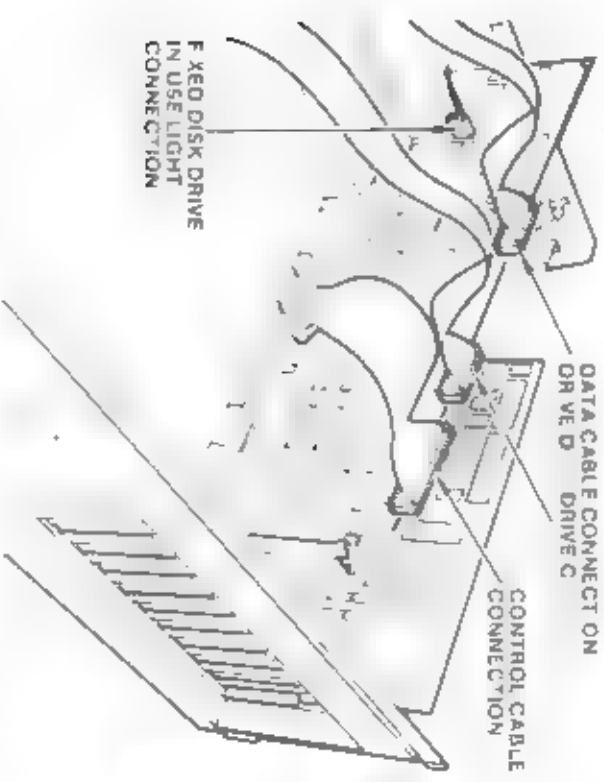 DATA CABLE CONNECT ON
DR VE D DRIVE C
CONTROL CABLE
CONNECTION
F XED DISK DRIVE
IN USE LIGHT
CONNECTION